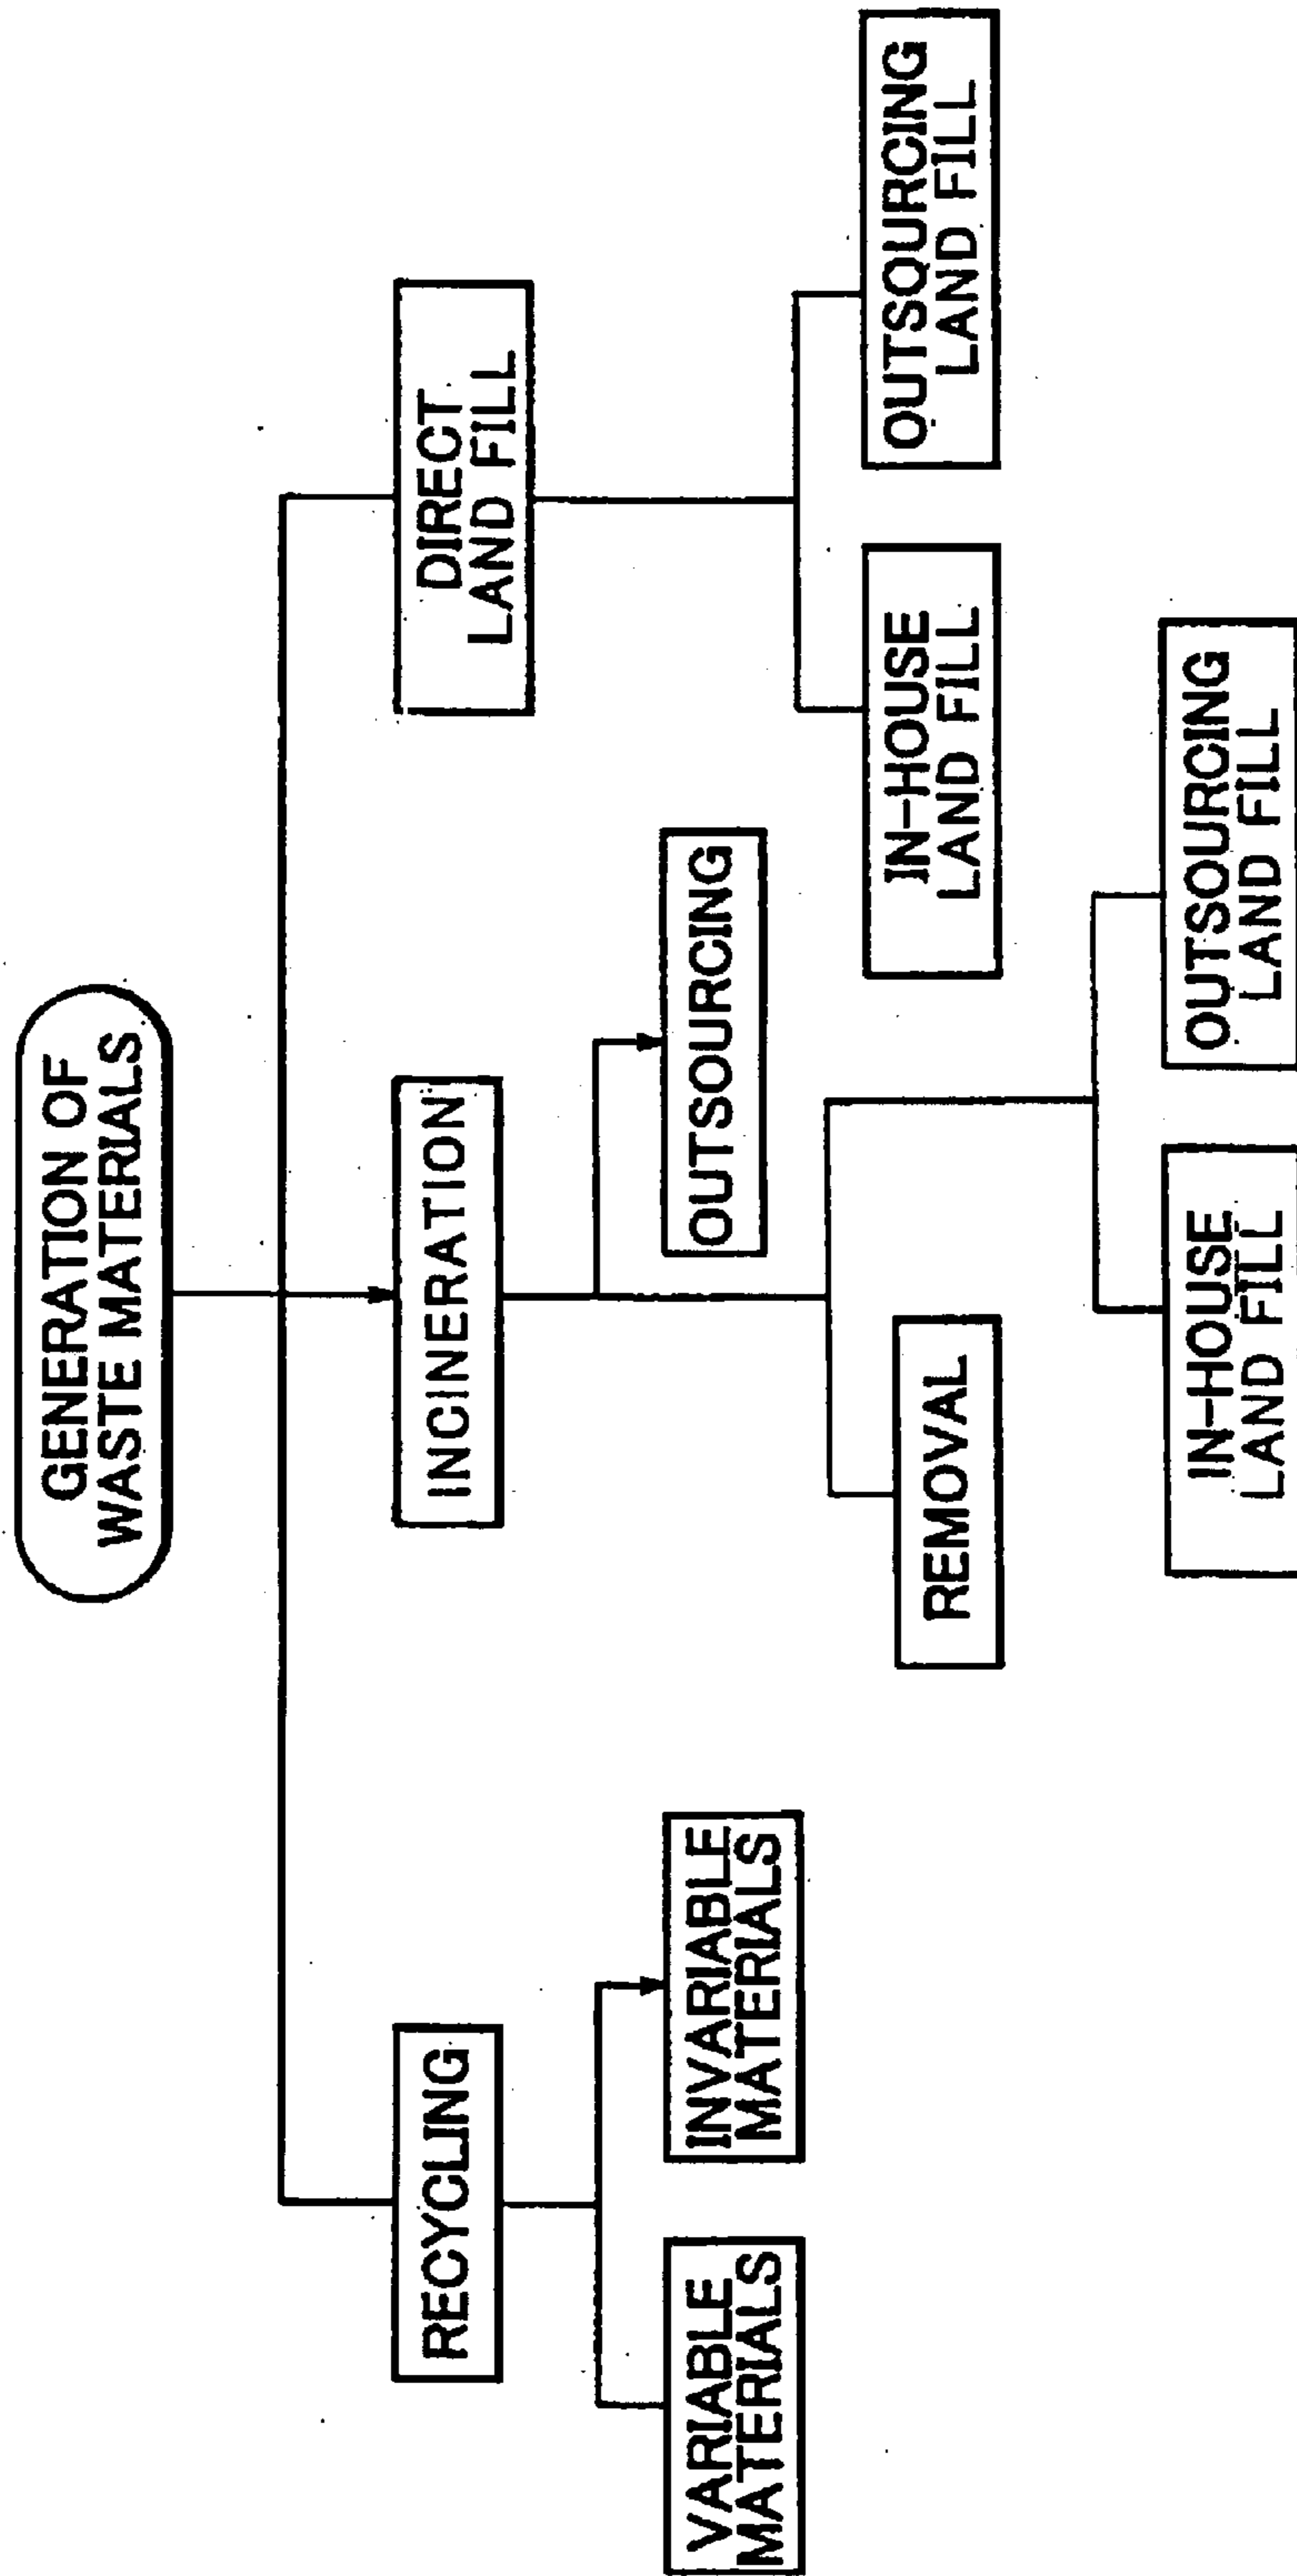 GENERATION OF
WASTE MATERIALS
RECYCLING
INCINERATION
DIRECT
LAND FILL
VARIABLE
MATERIALS
INVARIABLE
MATERIALS
OUTSOURCING
REMOVAL
IN-HOUSE
LAND FILL
OUTSOURCING
LAND FILL
IN-HOUSE
LAND FILL
OUTSOURCING
LAND FILL